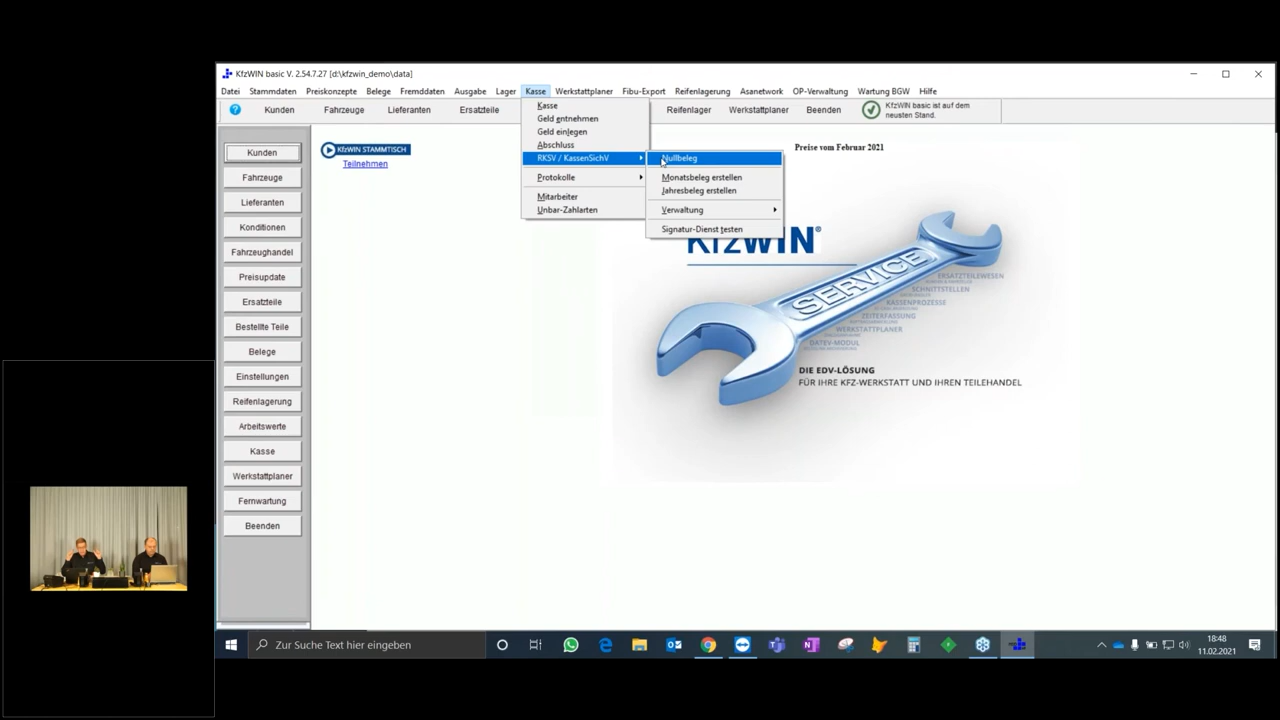 KfzWIN basic V. 2.54.7.27 [d:\kfzwin_demo\data]
Datei Stammdaten Preiskonzepte Belege Fremddaten Ausgabe Lager Kasse Werkstattplaner Fibu-Export Reifenlagerung Asanetwork OP-Verwaltung Wartung BGW Hilfe
Kunden Fahrzeuge Lieferanten Ersatzteile Reifenlager Werkstattplaner Beenden KfzWIN basic ist auf dem
neusten Stand.
Kasse
Geld entnehmen
Geld einlegen
Abschluss
RKSV / KassenSichV
Protokolle
Mitarbeiter
Unbar-Zahlarten
Nullbeleg
Monatsbeleg erstellen
Jahresbeleg erstellen
Verwaltung
Signatur-Dienst testen
KfzWIN STAMMTISCH
Teilnehmen
Preise vom Februar 2021
Kunden
Fahrzeuge
Lieferanten
Konditionen
Fahrzeughandel
Preisupdate
Ersatzteile
Bestellte Teile
Belege
Einstellungen
Reifenlagerung
Arbeitswerte
Kasse
Werkstattplaner
Fernwartung
Beenden
KfzWIN®
SERVICE
ERSATZTEILEWESEN
SCHNITTSTELLEN
KASSENPROZESSE
ZEITERFASSUNG
WERKSTATTPLANER
DATEV-MODUL
DIE EDV-LÖSUNG
FÜR IHRE KFZ-WERKSTATT UND IHREN TEILEHANDEL
Zur Suche Text hier eingeben
18:48
11.02.2021